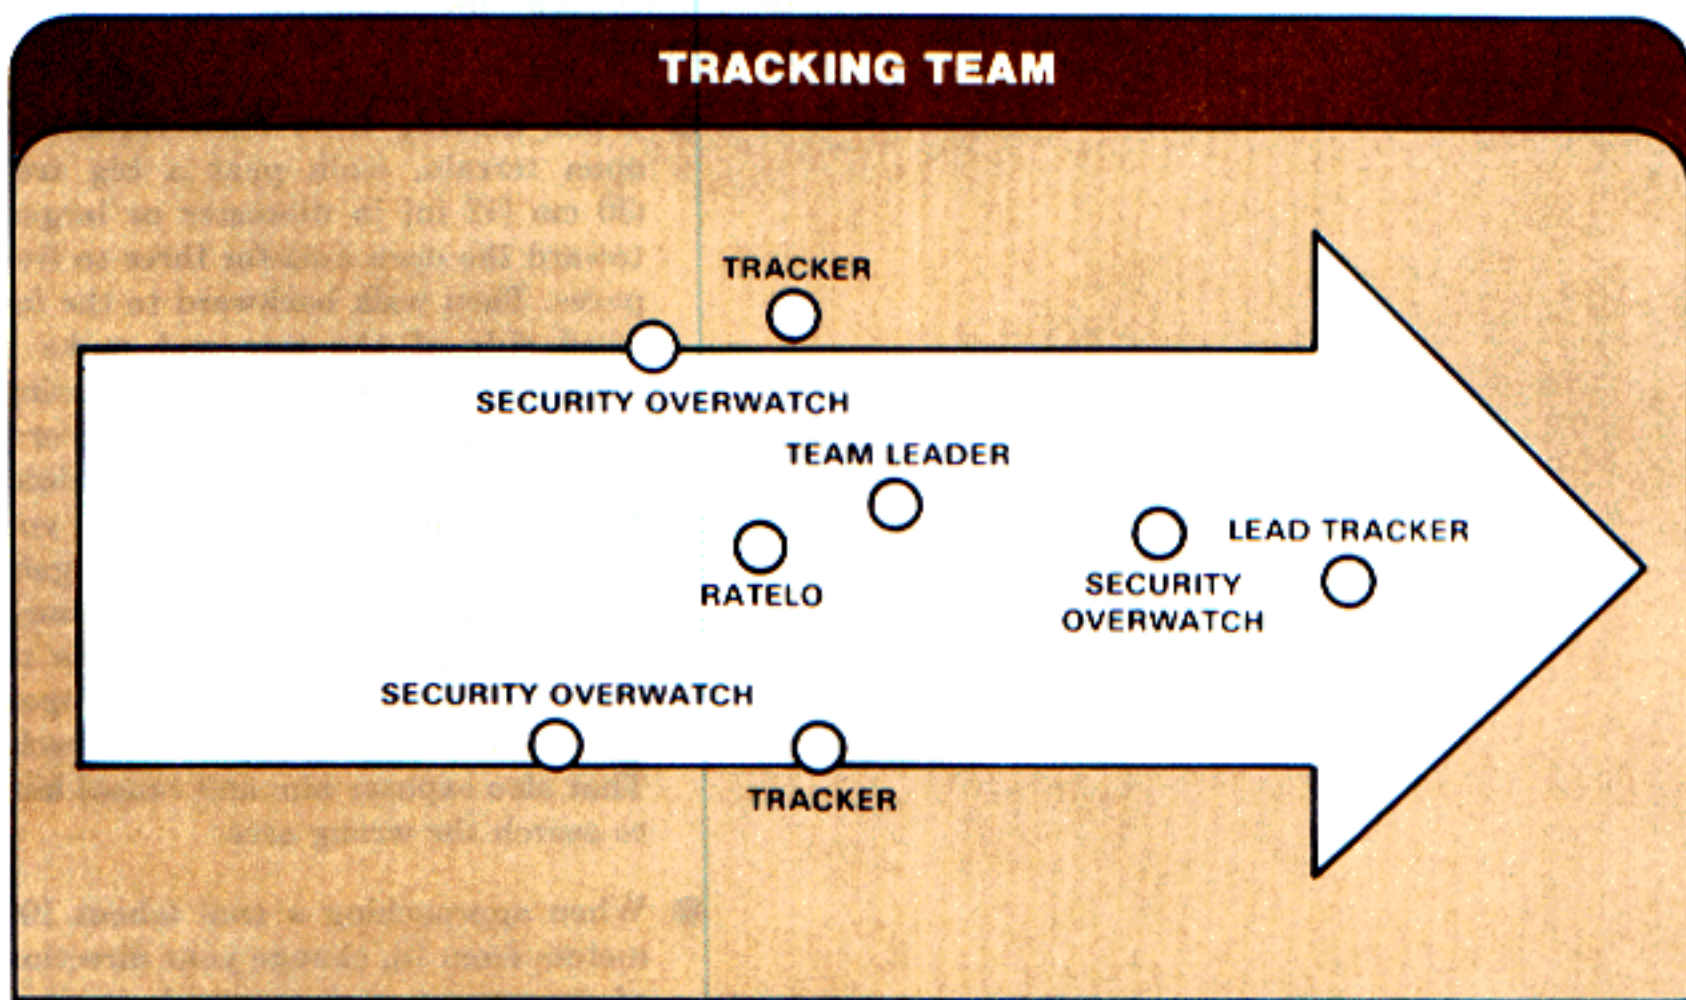 TRACKING TEAM
TRACKER
SECURITY OVERWATCH
TEAM LEADER
RATELO
LEAD TRACKER
SECURITY
OVERWATCH
SECURITY OVERWATCH
TRACKER